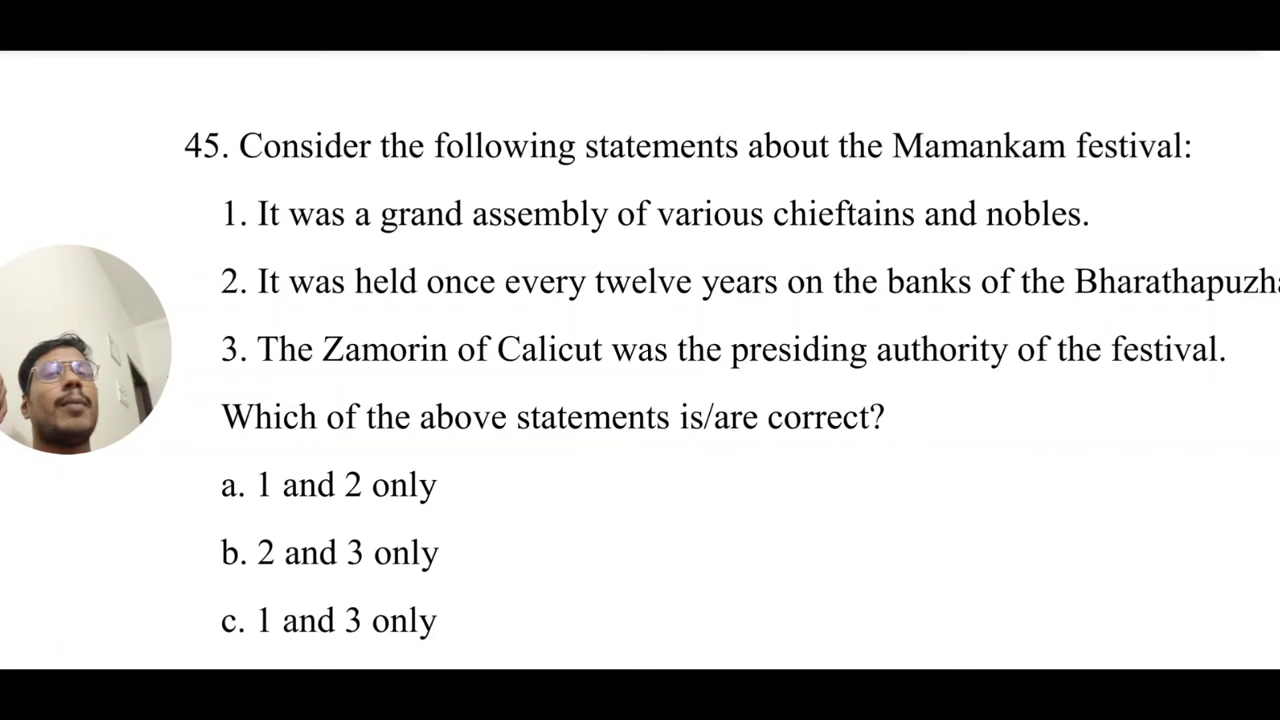 45. Consider the following statements about the Mamankam festival:
1. It was a grand assembly of various chieftains and nobles.
2. It was held once every twelve years on the banks of the Bharathapuzha
3. The Zamorin of Calicut was the presiding authority of the festival.
Which of the above statements is/are correct?
a. 1 and 2 only
b. 2 and 3 only
c. 1 and 3 only